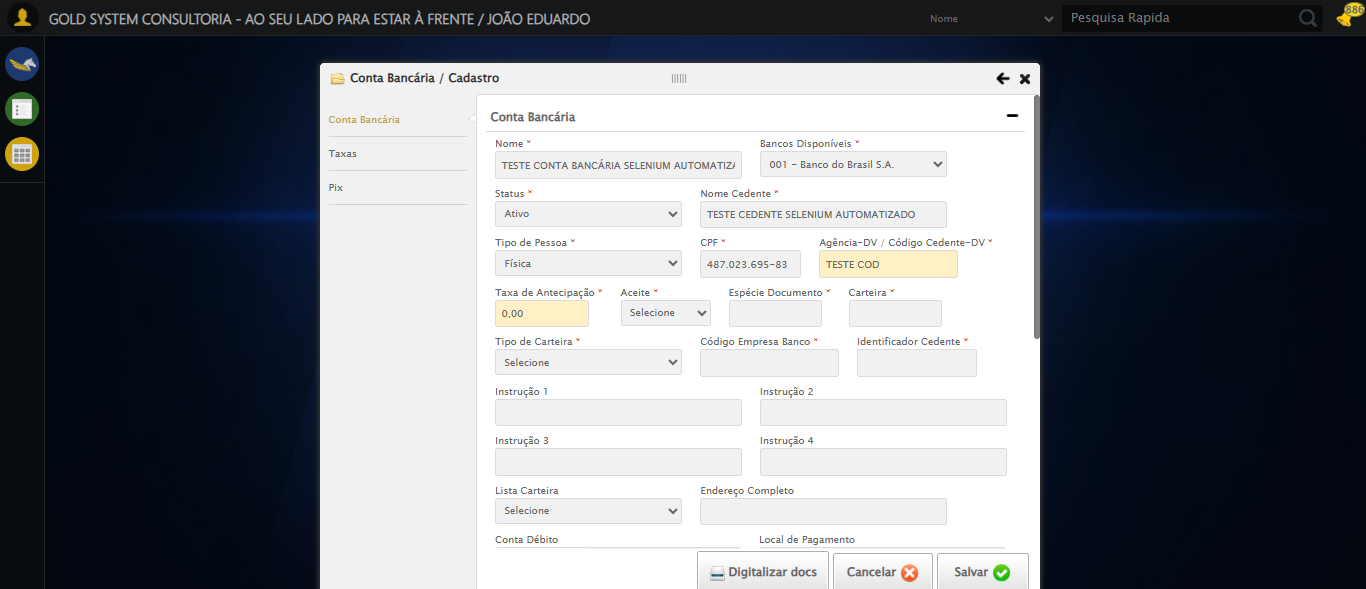 GOLD SYSTEM CONSULTORIA - AO SEU LADO PARA ESTAR À FRENTE / JOÃO EDUARDO
Nome
Pesquisa Rapida
886
Conta Bancária / Cadastro
Conta Bancária
Taxas
Pix
Conta Bancária
Nome * Bancos Disponíveis *
TESTE CONTA BANCÁRIA SELENIUM AUTOMATIZA 001 - Banco do Brasil S.A.
Status * Nome Cedente *
Ativo TESTE CEDENTE SELENIUM AUTOMATIZADO
Tipo de Pessoa * CPF * Agência-DV / Código Cedente-DV *
Física 487.023.695-83 TESTE COD
Taxa de Antecipação * Aceite * Espécie Documento * Carteira *
0,00 Selecione
Tipo de Carteira * Código Empresa Banco * Identificador Cedente *
Selecione
Instrução 1 Instrução 2
Instrução 3 Instrução 4
Lista Carteira Endereço Completo
Selecione
Conta Débito Local de Pagamento
Digitalizar docs Cancelar Salvar